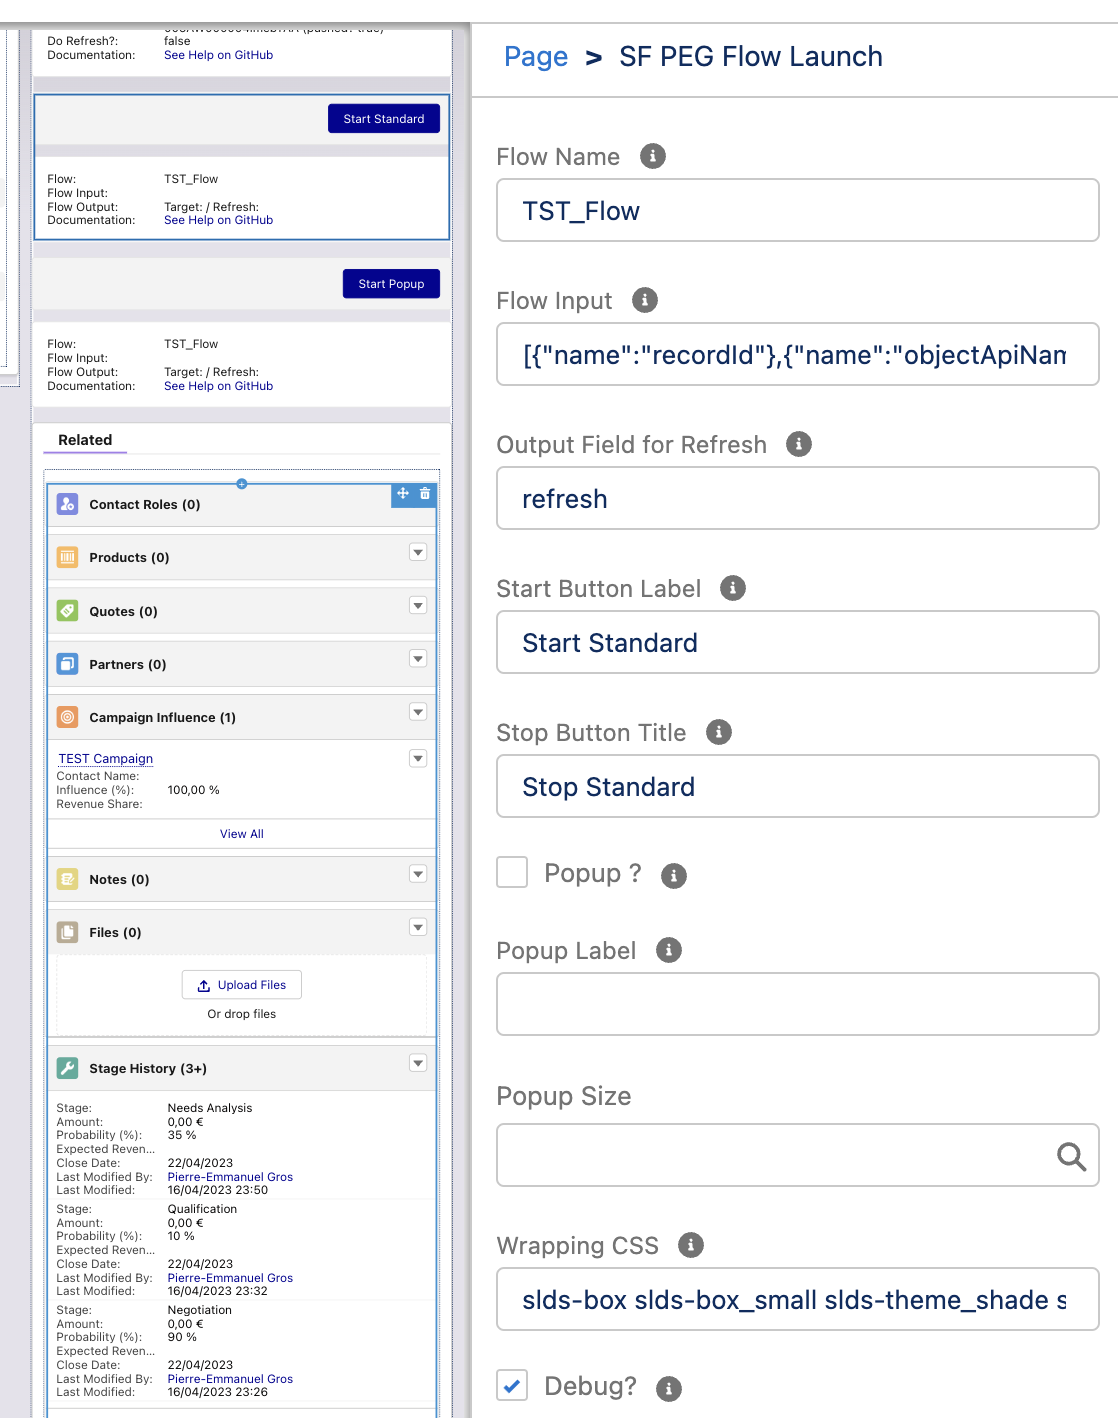 Do Refresh?: false
Documentation: See Help on GitHub
Start Standard
Flow: TST_Flow
Flow Input:
Flow Output: Target: / Refresh:
Documentation: See Help on GitHub
Start Popup
Flow: TST_Flow
Flow Input:
Flow Output: Target: / Refresh:
Documentation: See Help on GitHub
Related
Contact Roles (0)
Products (0)
Quotes (0)
Partners (0)
Campaign Influence (1)
TEST Campaign
Contact Name:
Influence (%): 100,00 %
Revenue Share:
View All
Notes (0)
Files (0)
Upload Files
Or drop files
Stage History (3+)
Stage: Needs Analysis
Amount: 0,00 €
Probability (%): 35 %
Expected Reven...
Close Date: 22/04/2023
Last Modified By: Pierre-Emmanuel Gros
Last Modified: 16/04/2023 23:50
Stage: Qualification
Amount: 0,00 €
Probability (%): 10 %
Expected Reven...
Close Date: 22/04/2023
Last Modified By: Pierre-Emmanuel Gros
Last Modified: 16/04/2023 23:32
Stage: Negotiation
Amount: 0,00 €
Probability (%): 90 %
Expected Reven...
Close Date: 22/04/2023
Last Modified By: Pierre-Emmanuel Gros
Last Modified: 16/04/2023 23:26
Page > SF PEG Flow Launch
Flow Name
TST_Flow
Flow Input
[{"name":"recordId"},{"name":"objectApiNam
Output Field for Refresh
refresh
Start Button Label
Start Standard
Stop Button Title
Stop Standard
Popup ?
Popup Label
Popup Size
Wrapping CSS
slds-box slds-box_small slds-theme_shade s
Debug?